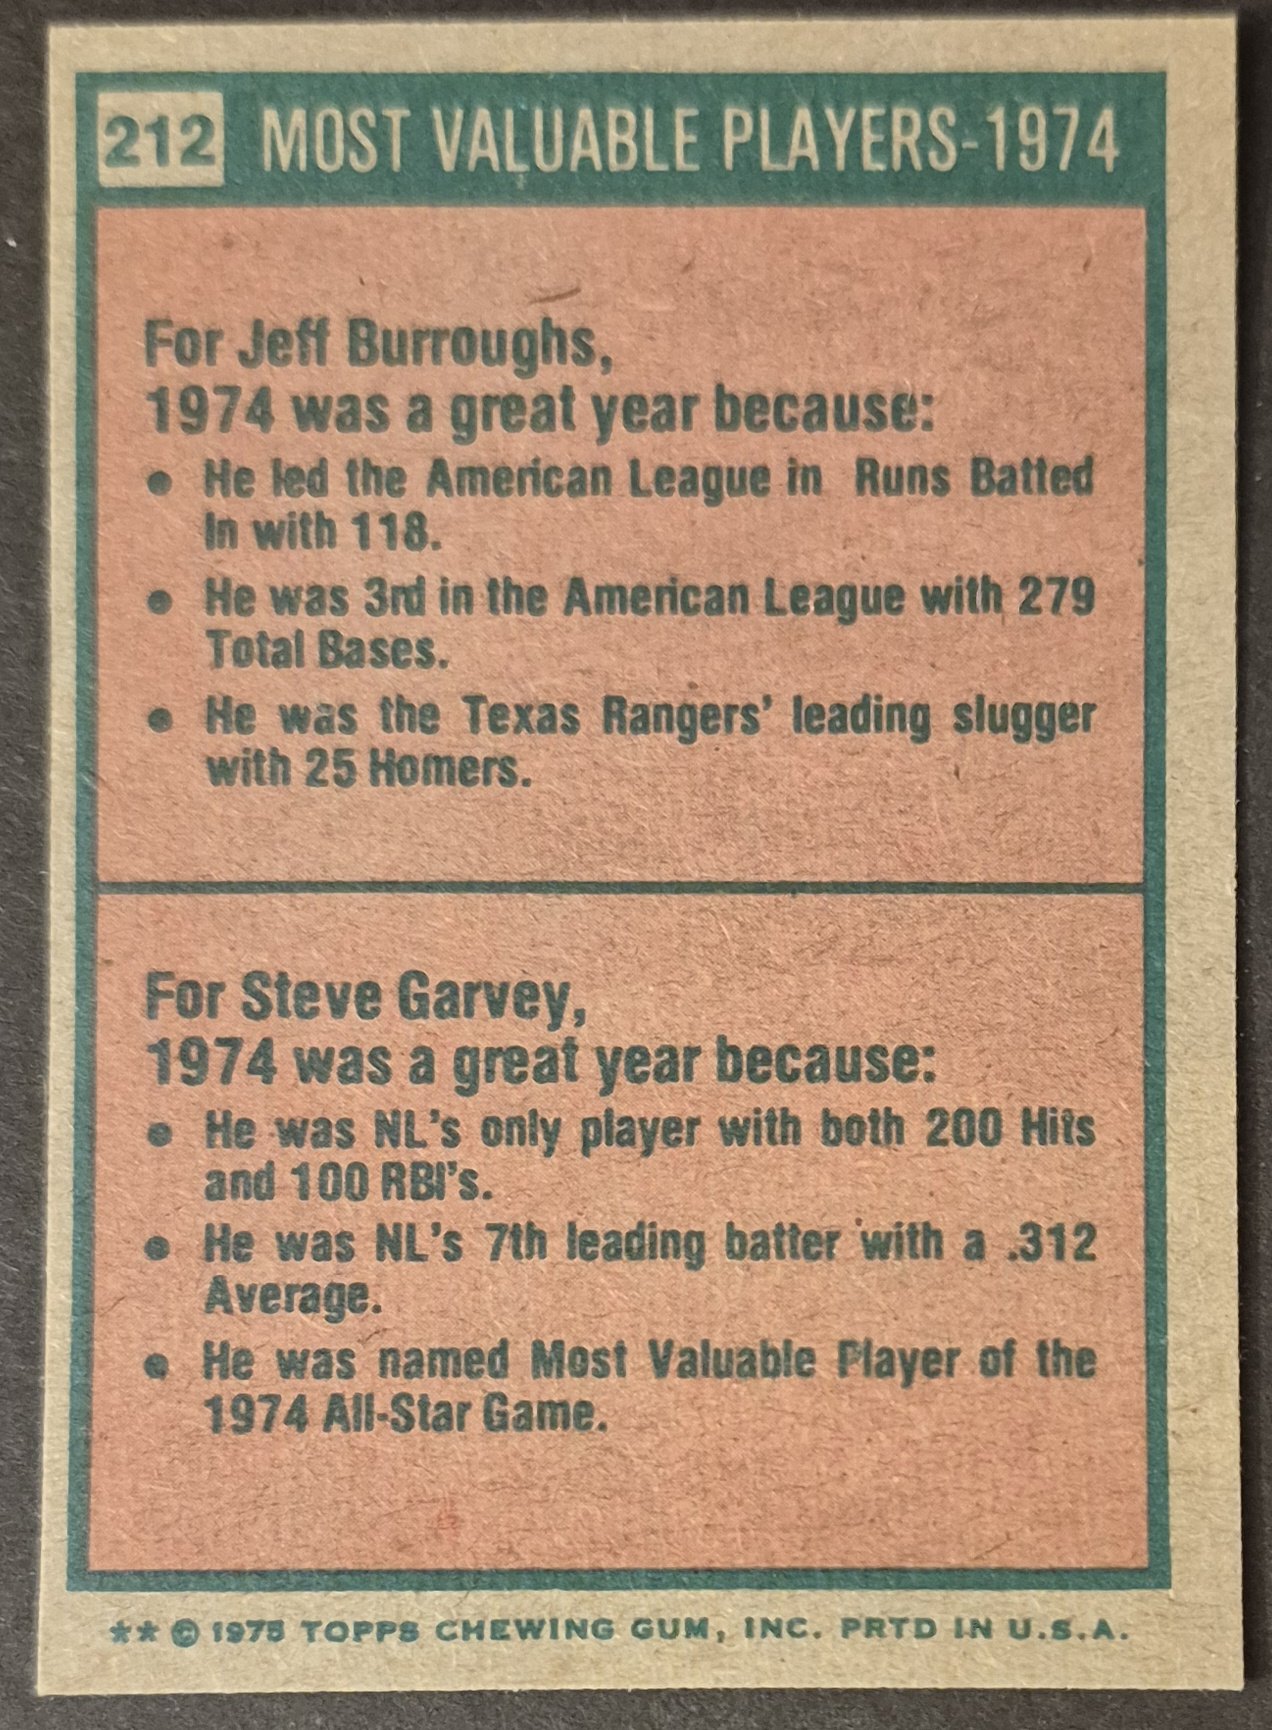 212 MOST VALUABLE PLAYERS-1974
For Jeff Burroughs,
1974 was a great year because:
• He led the American League in Runs Batted
In with 118.
• He was 3rd in the American League with 279
Total Bases.
• He was the Texas Rangers' leading slugger
with 25 Homers.
For Steve Garvey,
1974 was a great year because:
• He was NL's only player with both 200 Hits
and 100 RBI's.
• He was NL's 7th leading batter with a .312
Average.
• He was named Most Valuable Player of the
1974 All-Star Game.
** © 1975 TOPPS CHEWING GUM, INC. PRTD IN U.S.A.